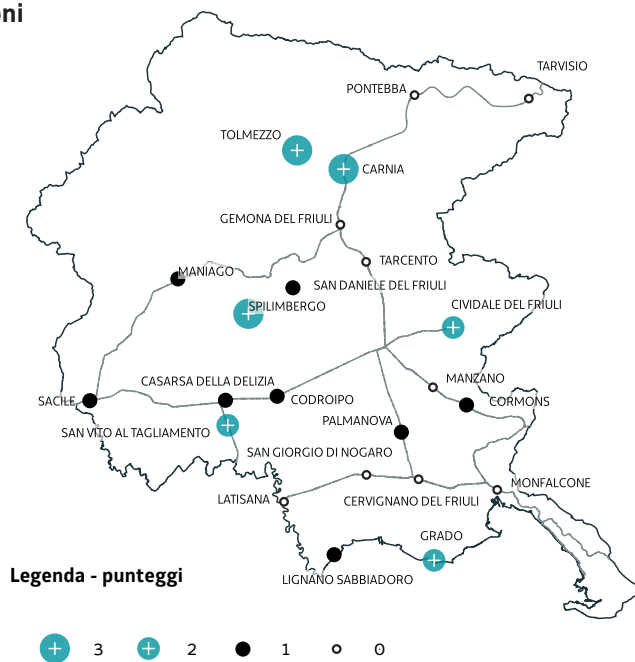 oni
TARVISIO
PONTEBBA
TOLMEZZO
CARNIA
GEMONA DEL FRIULI
TARCENTO
MANIAGO
SAN DANIELE DEL FRIULI
SPILIMBERGO
CIVIDALE DEL FRIULI
CASARSA DELLA DELIZIA
MANZANO
SACILE
CODROIPO
CORMONS
PALMANOVA
SAN VITO AL TAGLIAMENTO
SAN GIORGIO DI NOGARO
MONFALCONE
LATISANA
CERVIGNANO DEL FRIULI
GRADO
LIGNANO SABBIADORO
Legenda - punteggi
3 2 1 0